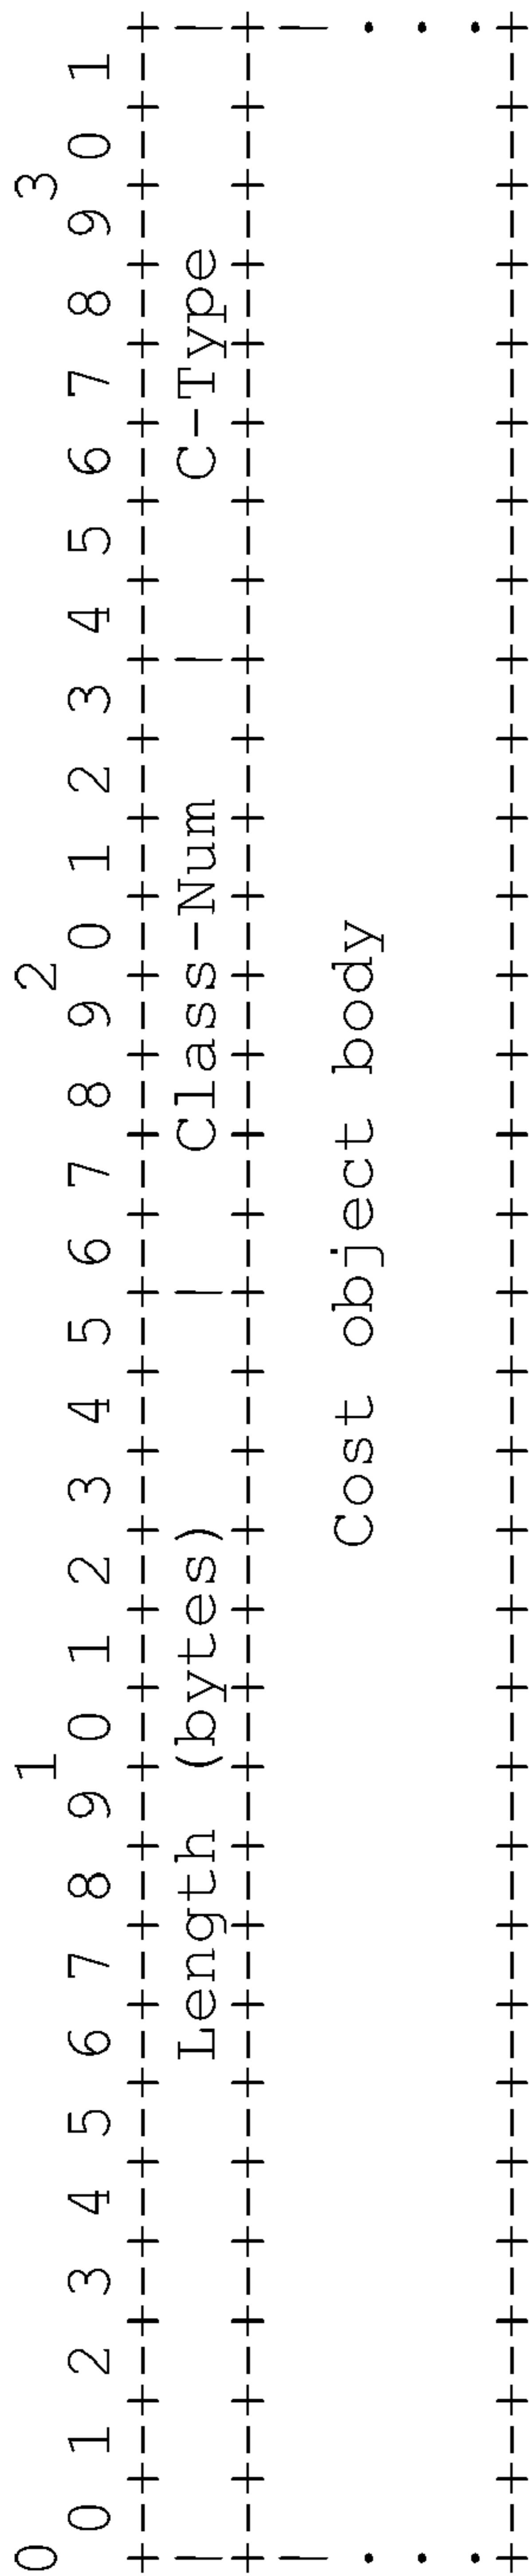 0                   1                   2                   3
 0 1 2 3 4 5 6 7 8 9 0 1 2 3 4 5 6 7 8 9 0 1 2 3 4 5 6 7 8 9 0 1
+-+-+-+-+-+-+-+-+-+-+-+-+-+-+-+-+-+-+-+-+-+-+-+-+-+-+-+-+-+-+-+-+
|            Length (bytes)     |   Class-Num   |    C-Type     |
+-+-+-+-+-+-+-+-+-+-+-+-+-+-+-+-+-+-+-+-+-+-+-+-+-+-+-+-+-+-+-+-+
|                                                               |
.                         Cost object body                      .
.                                                               .
.                                                               .
+-+-+-+-+-+-+-+-+-+-+-+-+-+-+-+-+-+-+-+-+-+-+-+-+-+-+-+-+-+-+-+-+